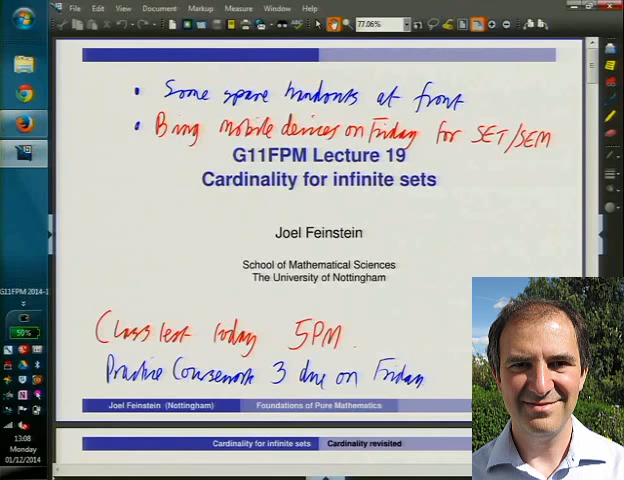 File Edit View Document Markup Measure Window Help
77.06%
• Some spare handouts at front
• Bring mobile devices on Friday for SET/SEM
G11FPM Lecture 19
Cardinality for infinite sets
Joel Feinstein
School of Mathematical Sciences
The University of Nottingham
Class test today 5PM.
Practice Coursework 3 due on Friday
Joel Feinstein (Nottingham) Foundations of Pure Mathematics
Cardinality for infinite sets Cardinality revisited
G11FPM 2014-1
50%
13:08
Monday
01/12/2014